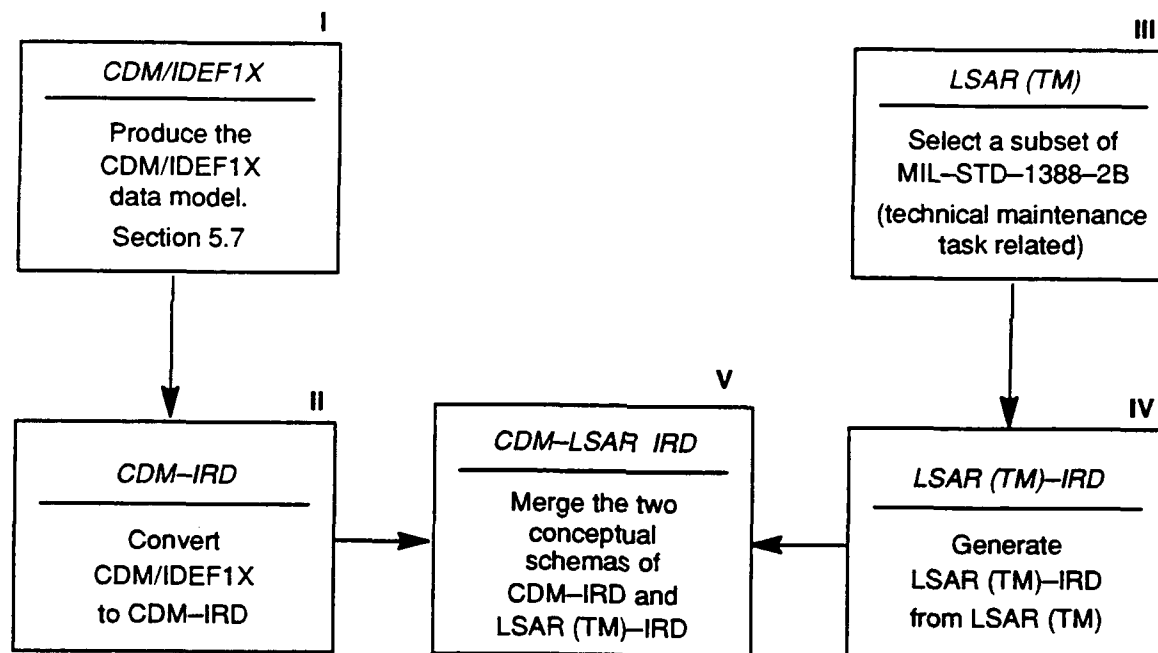 I
CDM/IDEF1X
Produce the
CDM/IDEF1X
data model.
Section 5.7
III
LSAR (TM)
Select a subset of
MIL–STD–1388–2B
(technical maintenance
task related)
II
CDM–IRD
Convert
CDM/IDEF1X
to CDM–IRD
V
CDM–LSAR IRD
Merge the two
conceptual
schemas of
CDM–IRD and
LSAR (TM)–IRD
IV
LSAR (TM)–IRD
Generate
LSAR (TM)–IRD
from LSAR (TM)